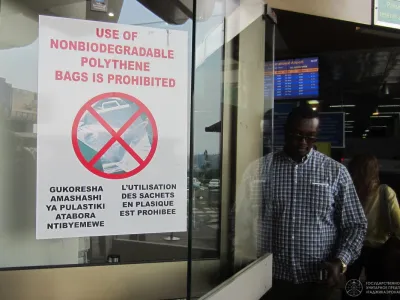 USE OF
NONBIODEGRADABLE
POLYTHENE
BAGS IS PROHIBITED
GUKORESHA
AMASHASHI
YA PULASTIKI
ATABORA
NTIBYEMEWE
L'UTILISATION
DES SACHETS
EN PLASTIQUE
EST PROHIBEE